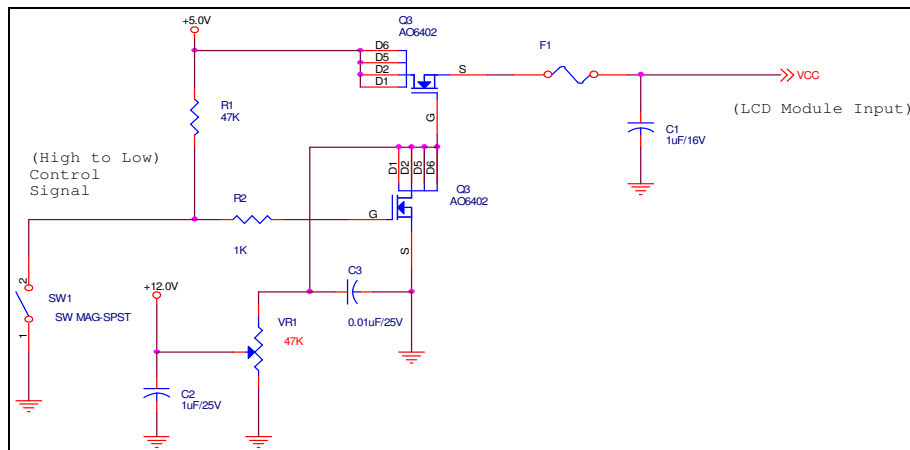 Q3
AO6402
+5.0V
F1
D6
D5
D2
D1
S
VCC
G
R1
47K
(LCD Module Input)
C1
1uF/16V
(High to Low)
Control
Signal
D1
D2
D5
D6
Q3
AO6402
R2
G
1K
S
2
SW1
SW MAG-SPST
1
+12.0V
C3
0.01uF/25V
VR1
47K
C2
1uF/25V